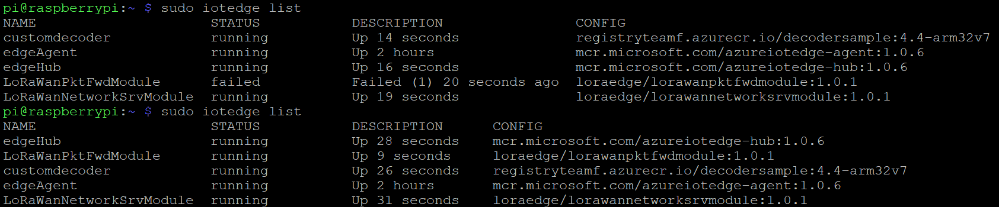 pi@raspberrypi:~ $ sudo iotedge list
NAME STATUS DESCRIPTION CONFIG
customdecoder running Up 14 seconds registryteamf.azurecr.io/decodersample:4.4-arm32v7
edgeAgent running Up 2 hours mcr.microsoft.com/azureiotedge-agent:1.0.6
edgeHub running Up 16 seconds mcr.microsoft.com/azureiotedge-hub:1.0.6
LoRaWanPktFwdModule failed Failed (1) 20 seconds ago loraedge/lorawanpktfwdmodule:1.0.1
LoRaWanNetworkSrvModule running Up 19 seconds loraedge/lorawannetworksrvmodule:1.0.1
pi@raspberrypi:~ $ sudo iotedge list
NAME STATUS DESCRIPTION CONFIG
edgeHub running Up 28 seconds mcr.microsoft.com/azureiotedge-hub:1.0.6
LoRaWanPktFwdModule running Up 9 seconds loraedge/lorawanpktfwdmodule:1.0.1
customdecoder running Up 26 seconds registryteamf.azurecr.io/decodersample:4.4-arm32v7
edgeAgent running Up 2 hours mcr.microsoft.com/azureiotedge-agent:1.0.6
LoRaWanNetworkSrvModule running Up 31 seconds loraedge/lorawannetworksrvmodule:1.0.1